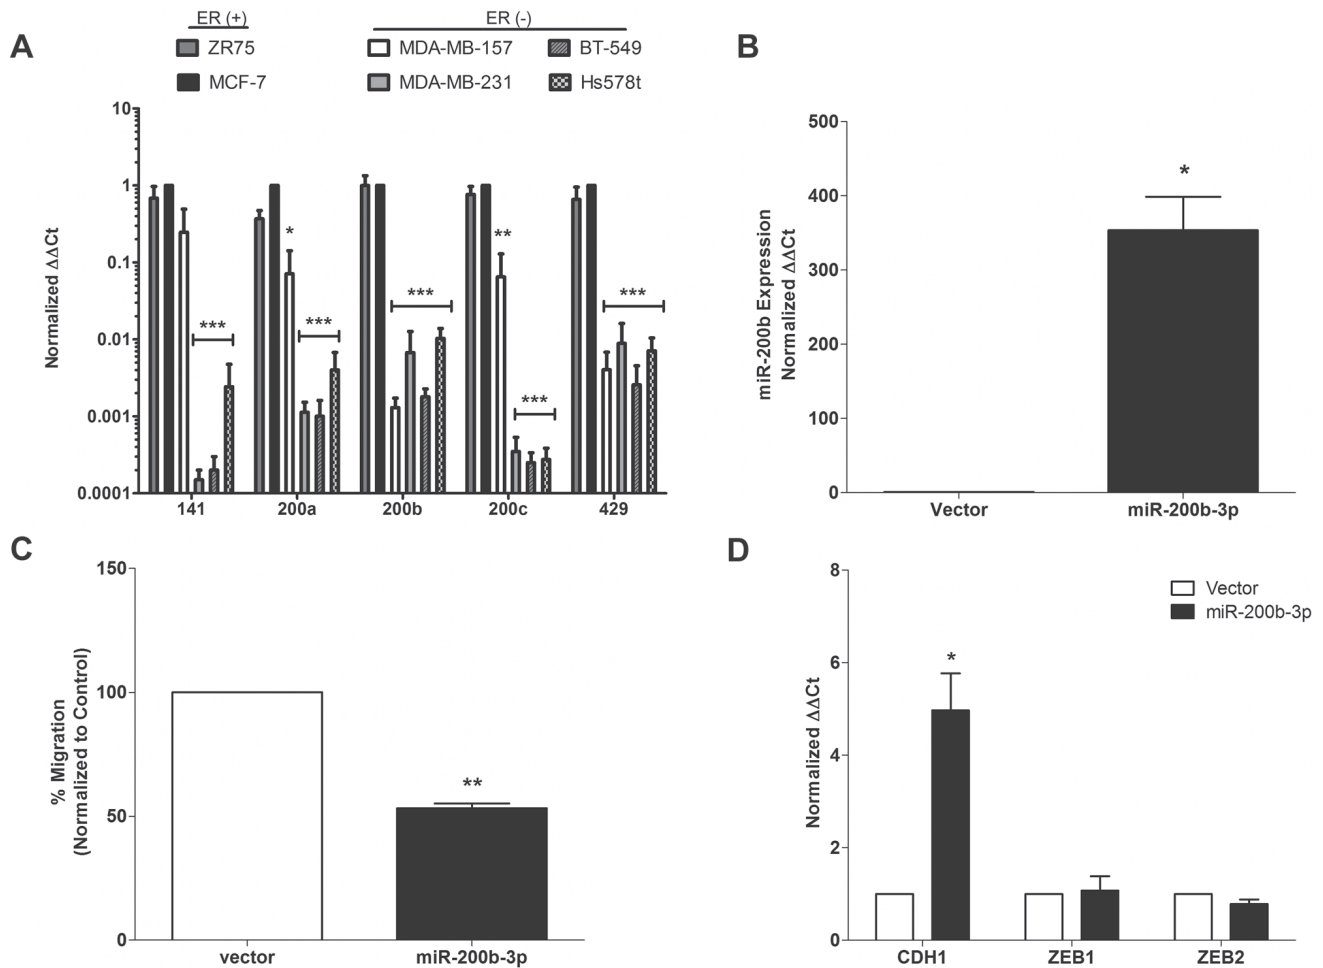 A
ER (+)
ER (-)
ZR75
MDA-MB-157
BT-549
MCF-7
MDA-MB-231
Hs578t
Normalized ΔΔCt
10
1
0.1
0.01
0.001
0.0001
***
*
***
***
**
***
***
141
200a
200b
200c
429
B
miR-200b Expression
Normalized ΔΔCt
500
400
300
200
100
0
*
Vector
miR-200b-3p
C
% Migration
(Normalized to Control)
150
100
50
0
**
vector
miR-200b-3p
D
Normalized ΔΔCt
8
6
4
2
0
Vector
miR-200b-3p
*
CDH1
ZEB1
ZEB2